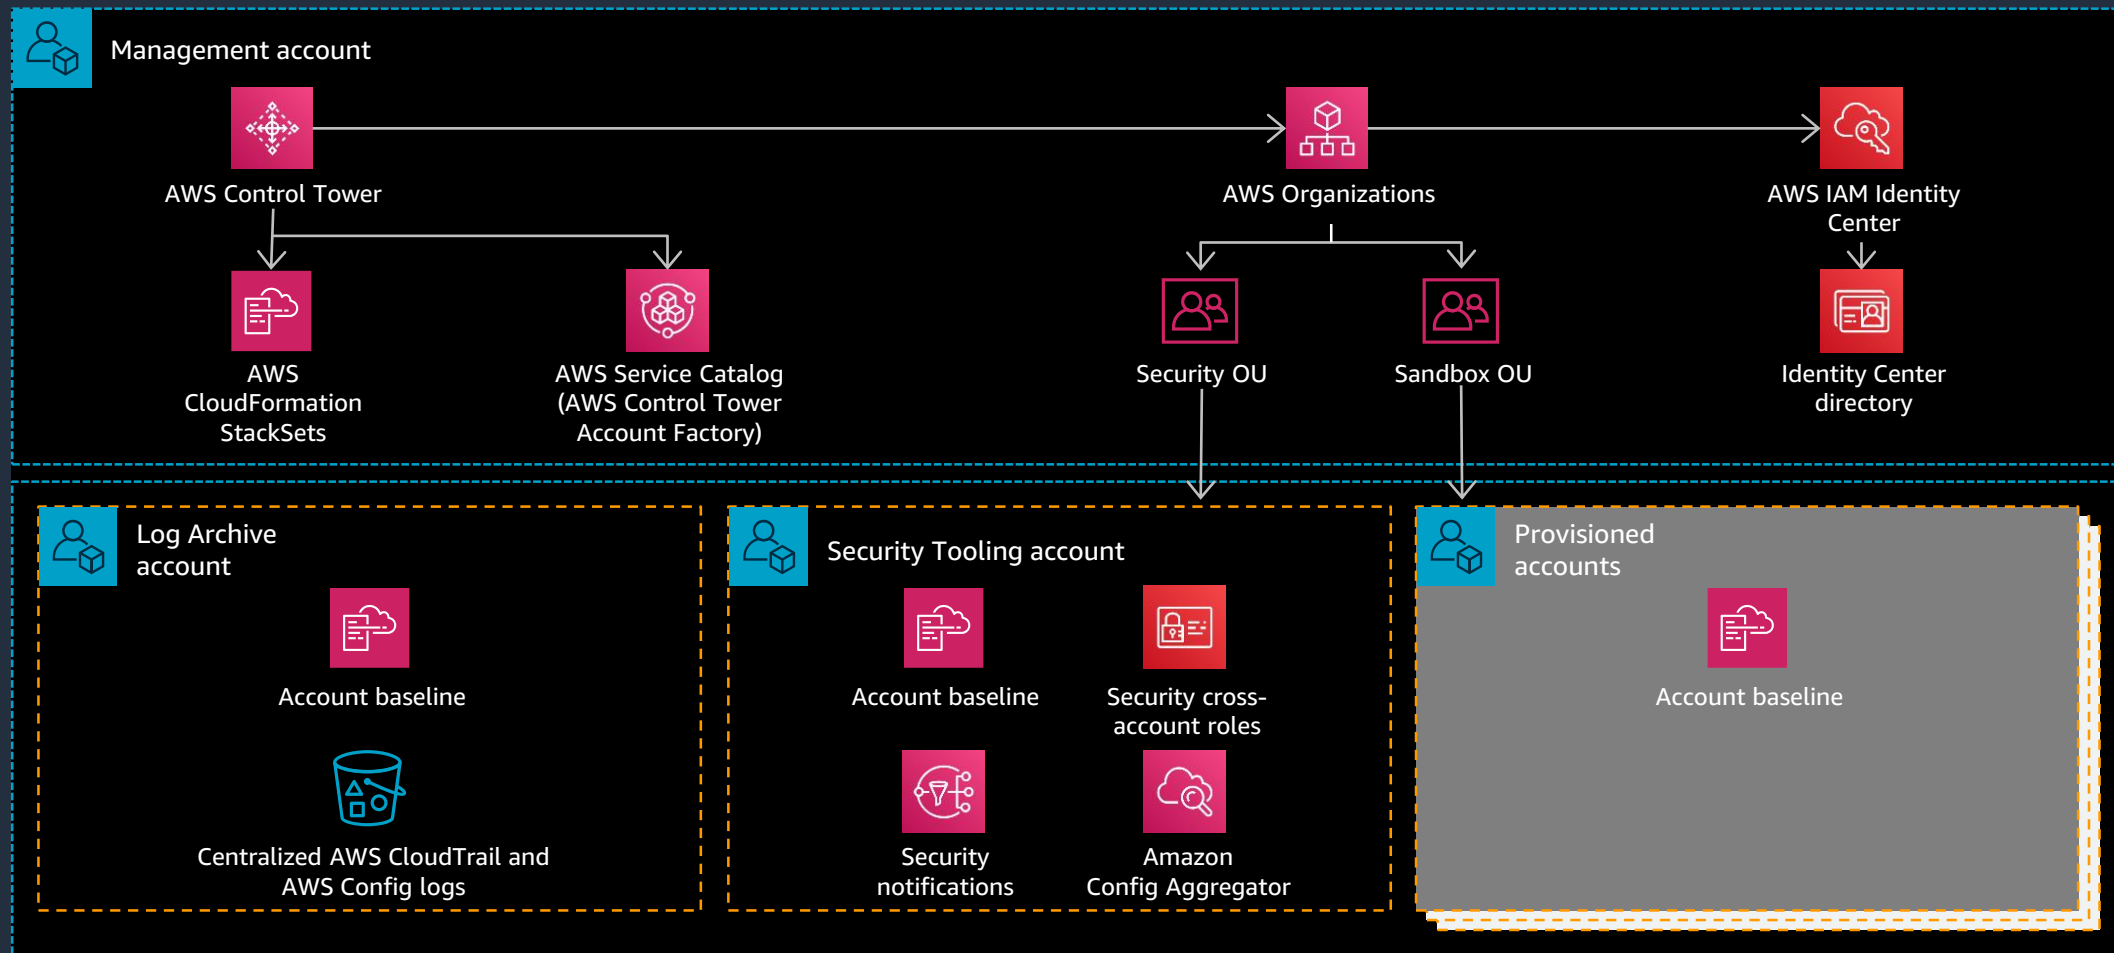 Management account
AWS Control Tower
AWS Organizations
AWS IAM Identity
Center
AWS
CloudFormation
StackSets
AWS Service Catalog
(AWS Control Tower
Account Factory)
Security OU
Sandbox OU
Identity Center
directory
Log Archive
account
Account baseline
Centralized AWS CloudTrail and
AWS Config logs
Security Tooling account
Account baseline
Security cross-
account roles
Security
notifications
Amazon
Config Aggregator
Provisioned
accounts
Account baseline